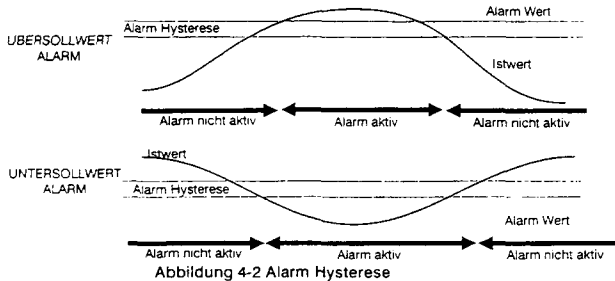 Alarm Wert
Alarm Hysterese
ÜBERSOLLWERT
ALARM
Istwert
Alarm nicht aktiv
Alarm aktiv
Alarm nicht aktiv
Istwert
UNTERSOLLWERT
ALARM
Alarm Hysterese
Alarm Wert
Alarm nicht aktiv
Alarm aktiv
Alarm nicht aktiv
Abbildung 4-2 Alarm Hysterese